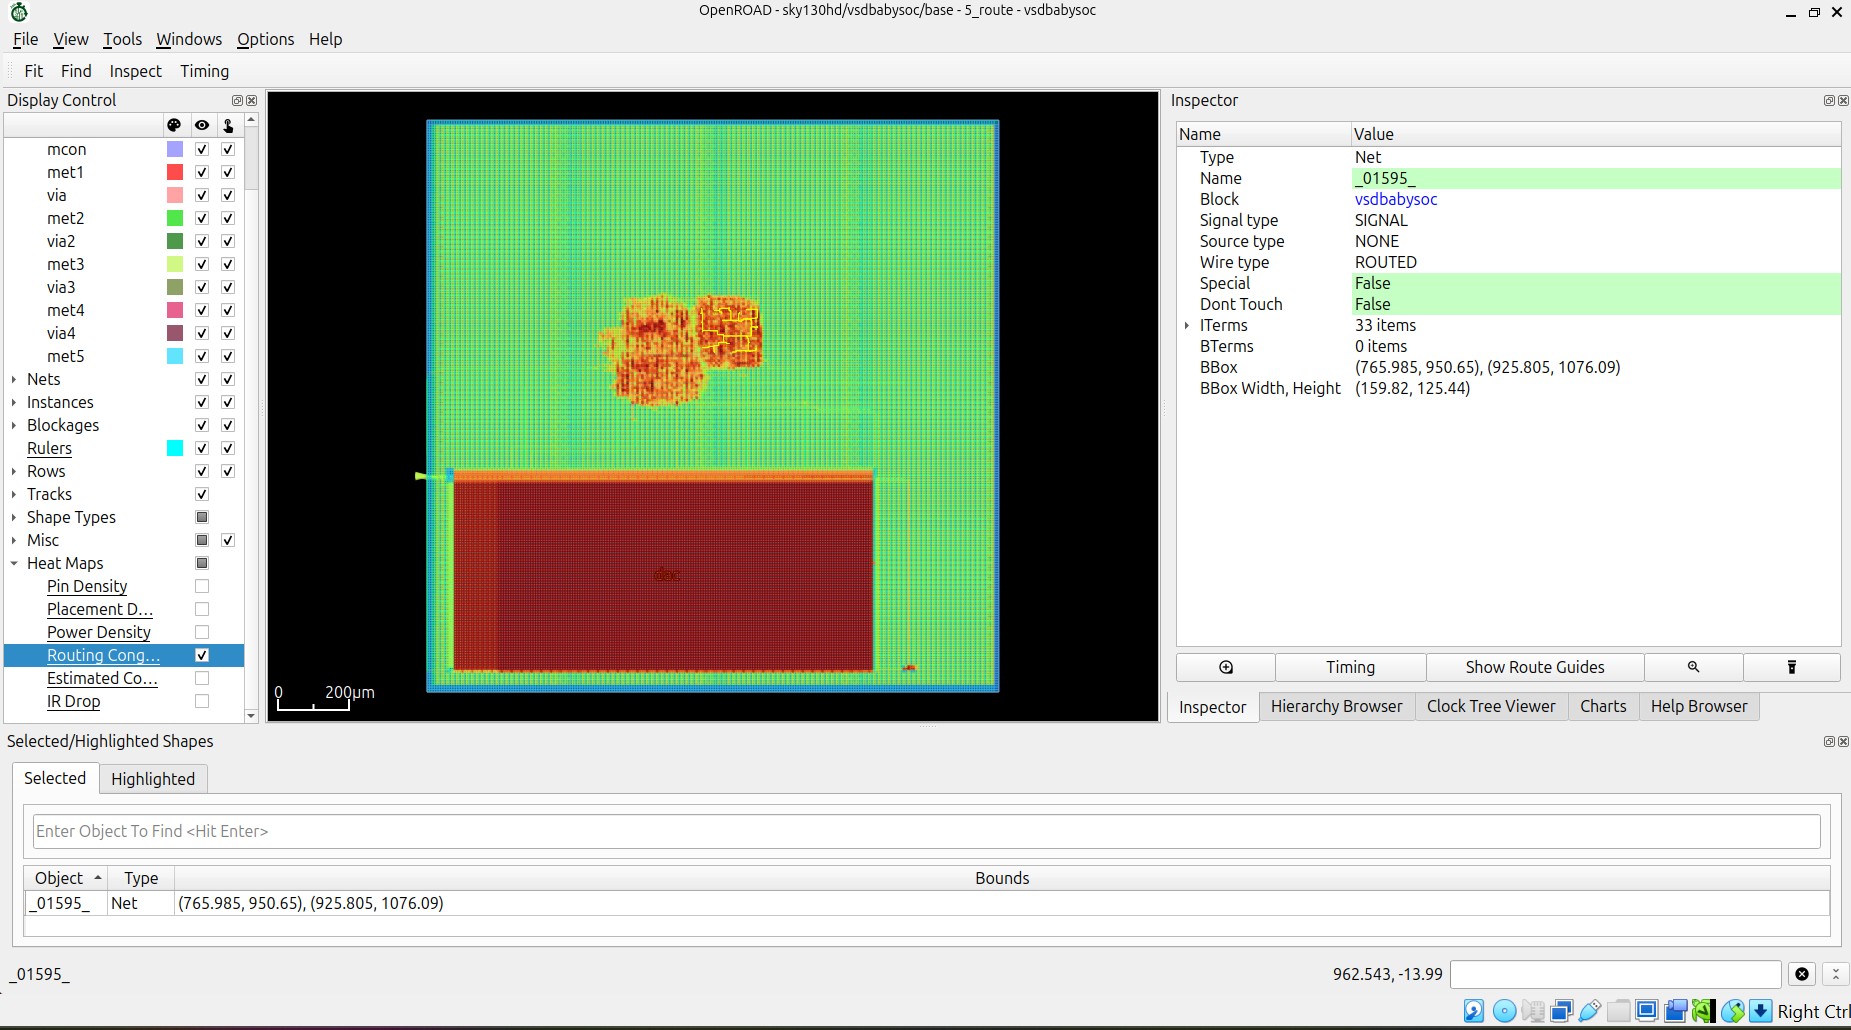 OpenROAD - sky130hd/vsdbabysoc/base - 5_route - vsdbabysoc
File View Tools Windows Options Help
Fit Find Inspect Timing
Display Control
mcon
met1
via
met2
via2
met3
via3
met4
via4
met5
Nets
Instances
Blockages
Rulers
Rows
Tracks
Shape Types
Misc
Heat Maps
Pin Density
Placement D...
Power Density
Routing Cong...
Estimated Co...
IR Drop
dac
0 200μm
Inspector
Name Value
Type Net
Name _01595_
Block vsdbabysoc
Signal type SIGNAL
Source type NONE
Wire type ROUTED
Special False
Dont Touch False
ITerms 33 items
BTerms 0 items
BBox (765.985, 950.65), (925.805, 1076.09)
BBox Width, Height (159.82, 125.44)
Timing Show Route Guides
Inspector Hierarchy Browser Clock Tree Viewer Charts Help Browser
Selected/Highlighted Shapes
Selected Highlighted
Enter Object To Find <Hit Enter>
Object Type Bounds
_01595_ Net (765.985, 950.65), (925.805, 1076.09)
_01595_ 962.543, -13.99
Right Ctrl